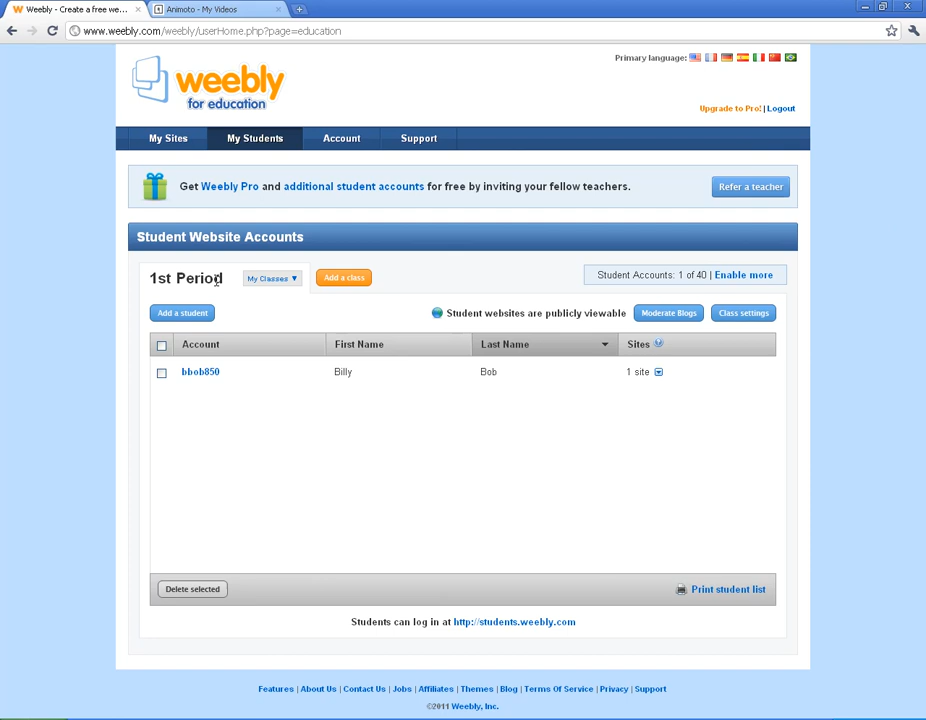 Weebly - Create a free we...
Animoto - My Videos
www.weebly.com/weebly/userHome.php?page=education
Primary language:
weebly
for education
Upgrade to Pro! | Logout
My Sites
My Students
Account
Support
Get Weebly Pro and additional student accounts for free by inviting your fellow teachers.
Refer a teacher
Student Website Accounts
1st Period
My Classes ▼
Add a class
Student Accounts: 1 of 40 | Enable more
Add a student
Student websites are publicly viewable
Moderate Blogs
Class settings
Account
First Name
Last Name
Sites
bbob850
Billy
Bob
1 site
Delete selected
Print student list
Students can log in at http://students.weebly.com
Features | About Us | Contact Us | Jobs | Affiliates | Themes | Blog | Terms Of Service | Privacy | Support
©2011 Weebly, Inc.